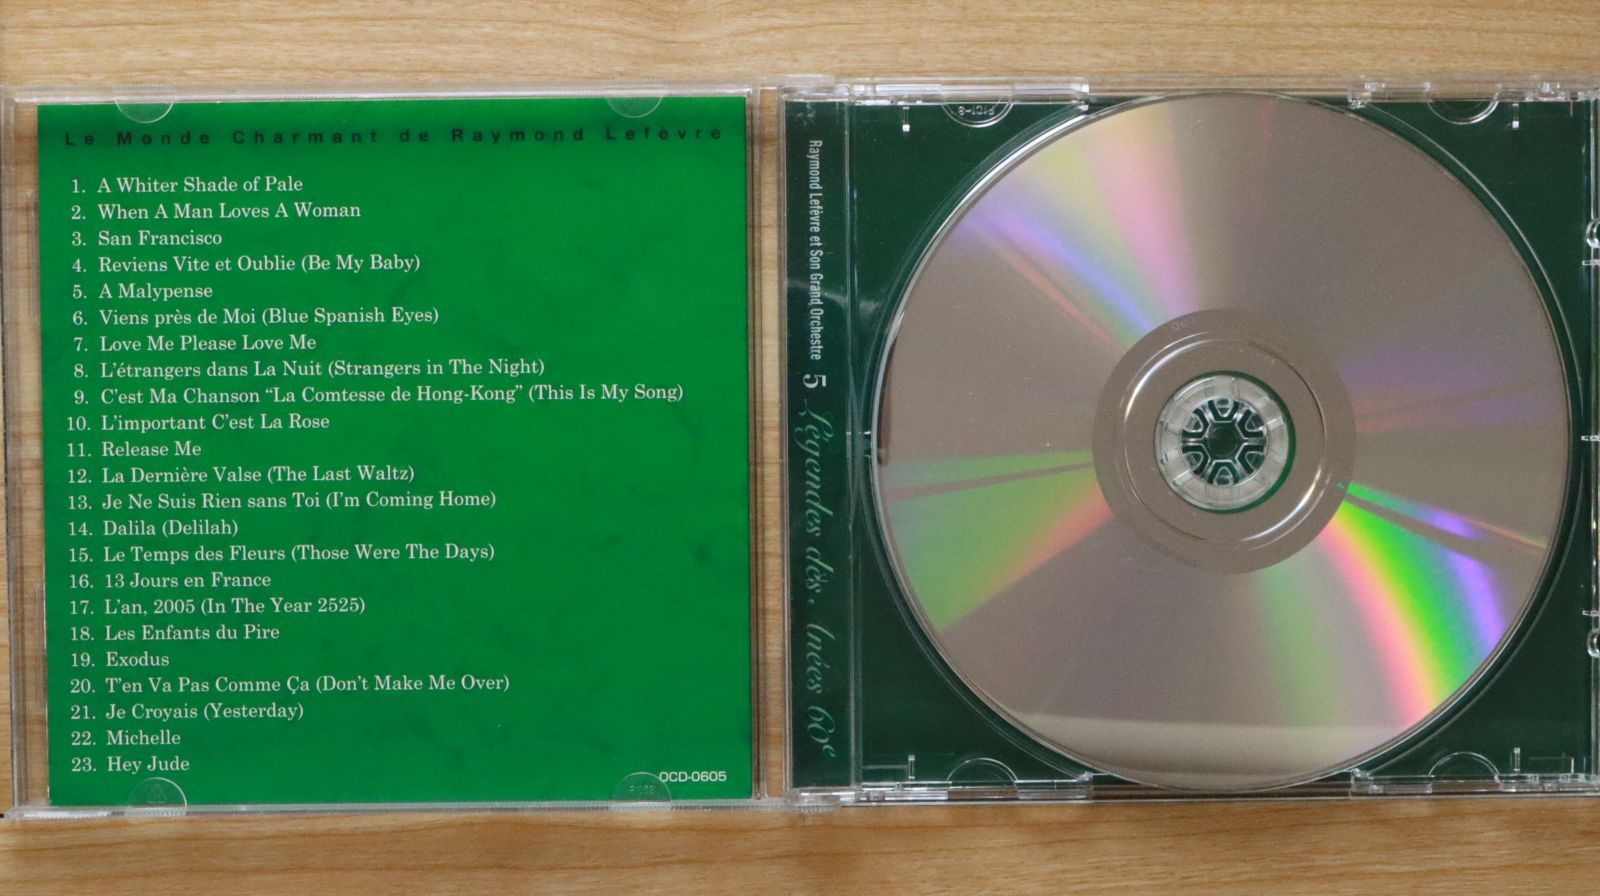 Le Monde Charmant de Raymond Lefèvre
1. A Whiter Shade of Pale
2. When A Man Loves A Woman
3. San Francisco
4. Reviens Vite et Oublie (Be My Baby)
5. A Malypense
6. Viens près de Moi (Blue Spanish Eyes)
7. Love Me Please Love Me
8. L'étrangers dans La Nuit (Strangers in The Night)
9. C'est Ma Chanson “La Comtesse de Hong-Kong” (This Is My Song)
10. L'important C'est La Rose
11. Release Me
12. La Dernière Valse (The Last Waltz)
13. Je Ne Suis Rien sans Toi (I'm Coming Home)
14. Dalila (Delilah)
15. Le Temps des Fleurs (Those Were The Days)
16. 13 Jours en France
17. L'an, 2005 (In The Year 2525)
18. Les Enfants du Pire
19. Exodus
20. T'en Va Pas Comme Ça (Don't Make Me Over)
21. Je Croyais (Yesterday)
22. Michelle
23. Hey Jude
OCD-0605
Raymond Lefèvre et Son Grand Orchestre 5 Légendes dès Anées 60e